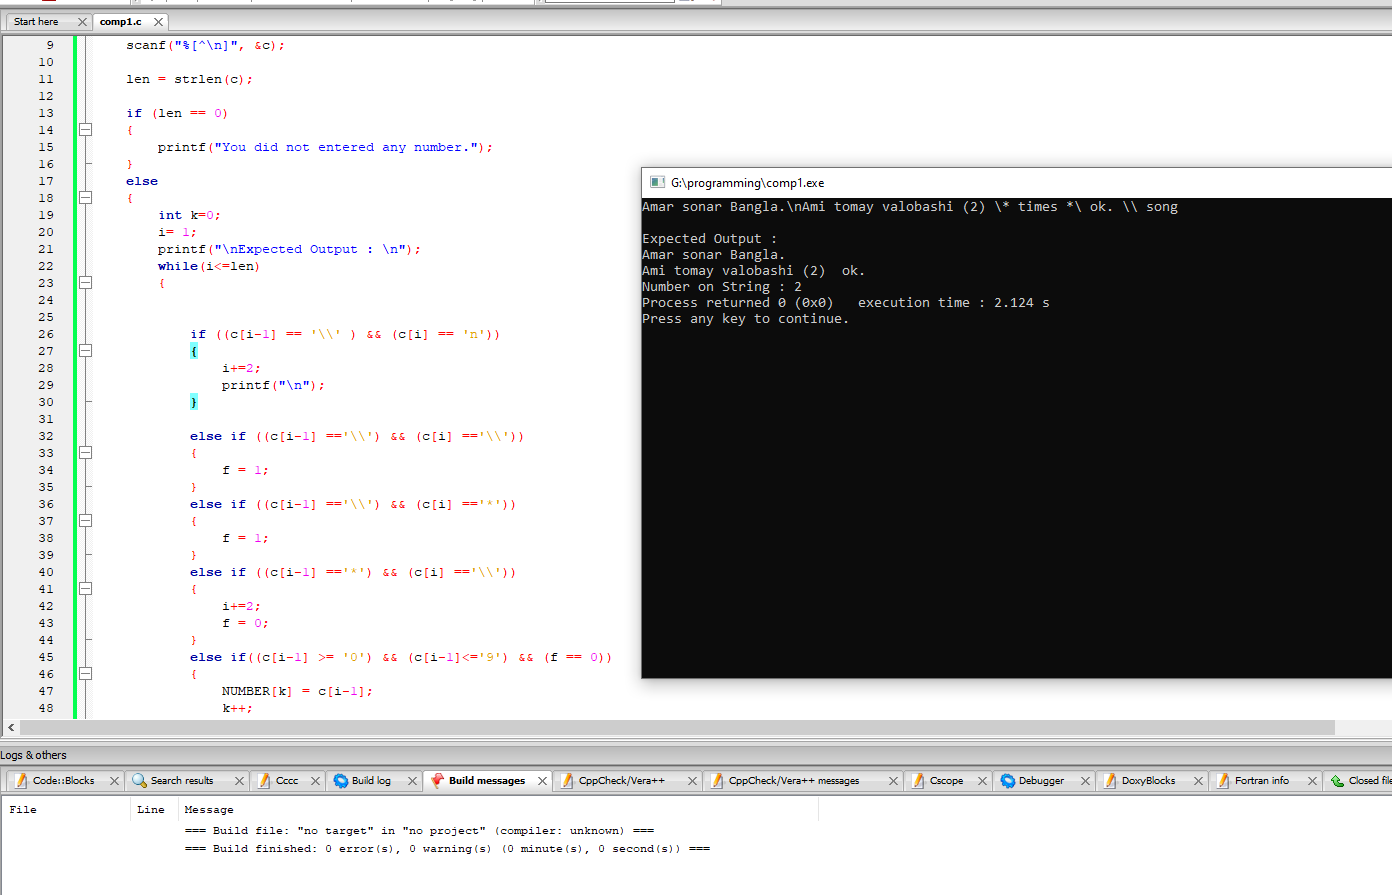 Start here
comp1.c
9 scanf("%[^\n]", &c);
10
11 len = strlen(c);
12
13 if (len == 0)
14 {
15 printf("You did not entered any number.");
16 }
17 else
18 {
19 int k=0;
20 i= 1;
21 printf("\nExpected Output : \n");
22 while(i<=len)
23 {
24
25
26 if ((c[i-1] == '\\' ) && (c[i] == 'n'))
27 {
28 i+=2;
29 printf("\n");
30 }
31
32 else if ((c[i-1] =='\\') && (c[i] =='\\'))
33 {
34 f = 1;
35 }
36 else if ((c[i-1] =='\\') && (c[i] =='*'))
37 {
38 f = 1;
39 }
40 else if ((c[i-1] =='*') && (c[i] =='\\'))
41 {
42 i+=2;
43 f = 0;
44 }
45 else if((c[i-1] >= '0') && (c[i-1]<='9') && (f == 0))
46 {
47 NUMBER[k] = c[i-1];
48 k++;
G:\programming\comp1.exe
Amar sonar Bangla.\nAmi tomay valobashi (2) \* times *\ ok. \\ song
Expected Output :
Amar sonar Bangla.
Ami tomay valobashi (2)  ok.
Number on String : 2
Process returned 0 (0x0)   execution time : 2.124 s
Press any key to continue.
Logs & others
Code::Blocks Search results Cccc Build log Build messages CppCheck/Vera++ CppCheck/Vera++ messages Cscope Debugger DoxyBlocks Fortran info Closed file
File Line Message
=== Build file: "no target" in "no project" (compiler: unknown) ===
=== Build finished: 0 error(s), 0 warning(s) (0 minute(s), 0 second(s)) ===